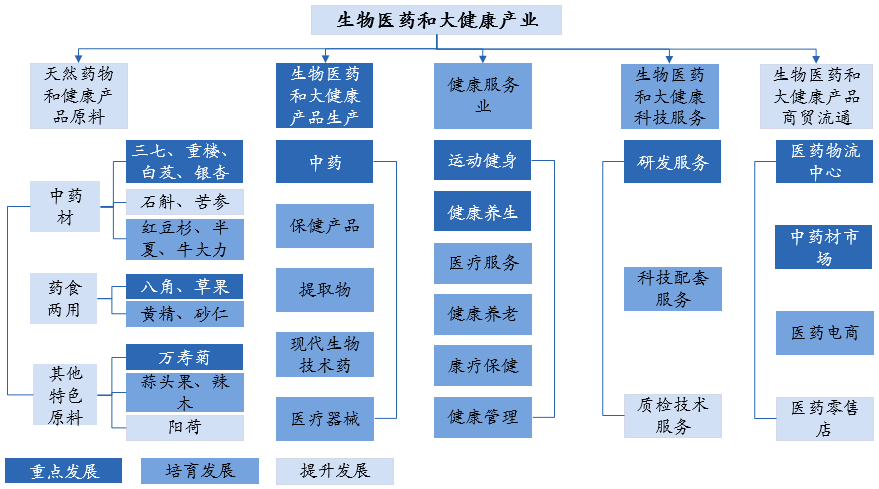 生物医药和大健康产业
天然药物
和健康产
品原料
生物医药
和大健康
产品生产
健康服务
业
生物医药
和大健康
科技服务
生物医药和
大健康产品
商贸流通
中药
材
三七、重楼、
白芨、银杏
石斛、苦参
红豆杉、半
夏、牛大力
药食
两用
八角、草果
黄精、砂仁
其他
特色
原料
万寿菊
蒜头果、辣
木
阳荷
中药
保健产品
提取物
现代生物
技术药
医疗器械
运动健身
健康养生
医疗服务
健康养老
康疗保健
健康管理
研发服务
科技配套
服务
质检技术
服务
医药物流
中心
中药材市
场
医药电商
医药零售
店
重点发展
培育发展
提升发展